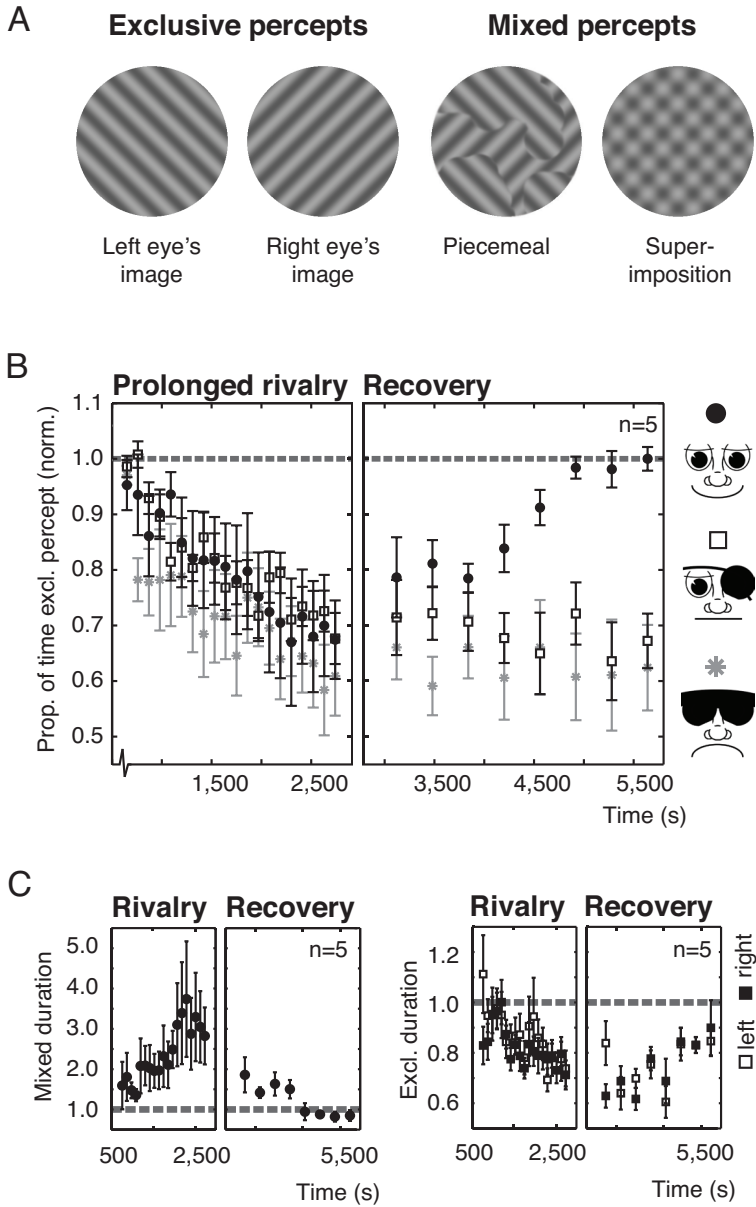 A
Exclusive percepts
Mixed percepts
Left eye's
image
Right eye's
image
Piecemeal
Super-
imposition
B
Prolonged rivalry
Recovery
Prop. of time excl. percept (norm.)
1.1
1.0
0.9
0.8
0.7
0.6
0.5
n=5
1,500
2,500
3,500
4,500
5,500
Time (s)
C
Rivalry
Recovery
Mixed duration
5.0
4.0
3.0
2.0
1.0
n=5
500
2,500
5,500
Time (s)
Rivalry
Recovery
Excl. duration
1.2
1.0
0.8
0.6
n=5
500
2,500
5,500
Time (s)
left
right